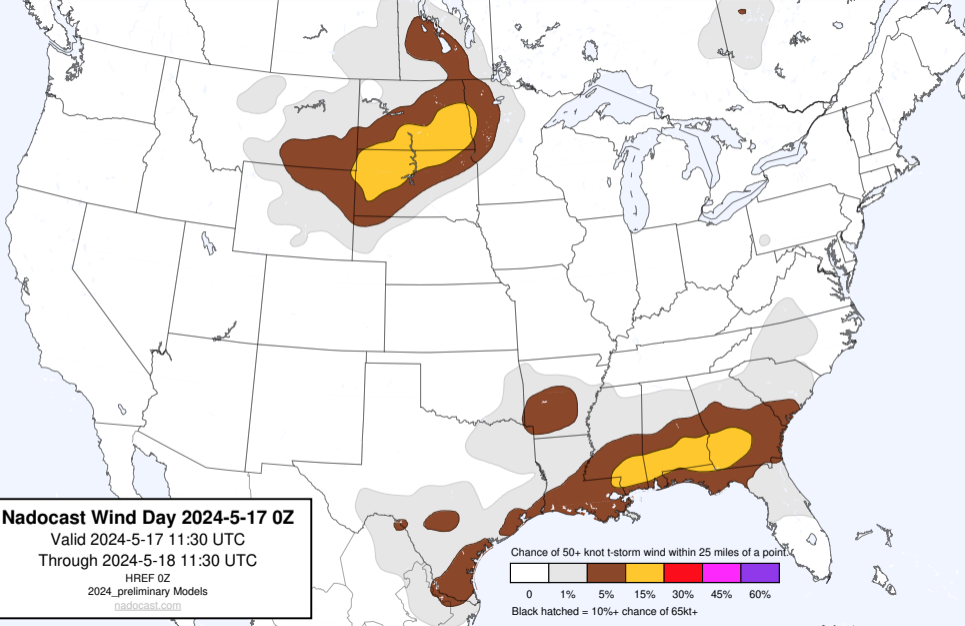 Nadocast Wind Day 2024-5-17 0Z
Valid 2024-5-17 11:30 UTC
Through 2024-5-18 11:30 UTC
HREF 0Z
2024_preliminary Models
nadocast.com
Chance of 50+ knot t-storm wind within 25 miles of a point.
0 1% 5% 15% 30% 45% 60%
Black hatched = 10%+ chance of 65kt+